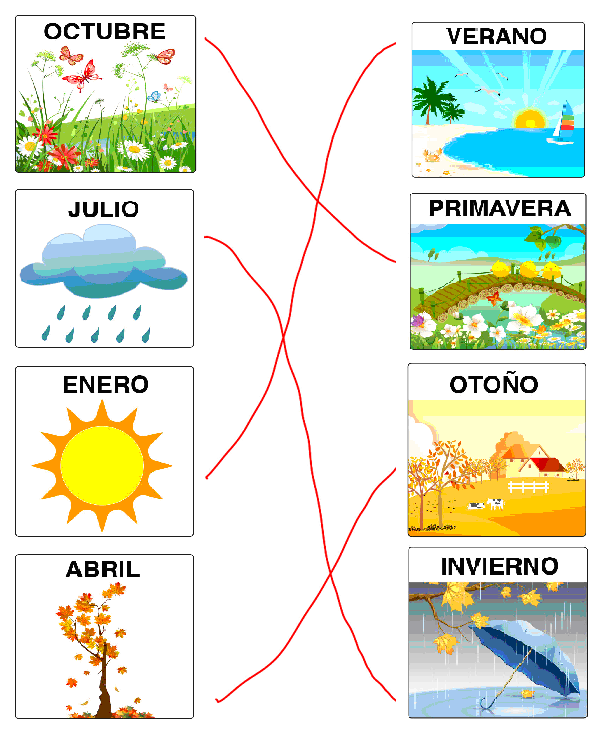 OCTUBRE
VERANO
JULIO
PRIMAVERA
ENERO
OTOÑO
ABRIL
INVIERNO